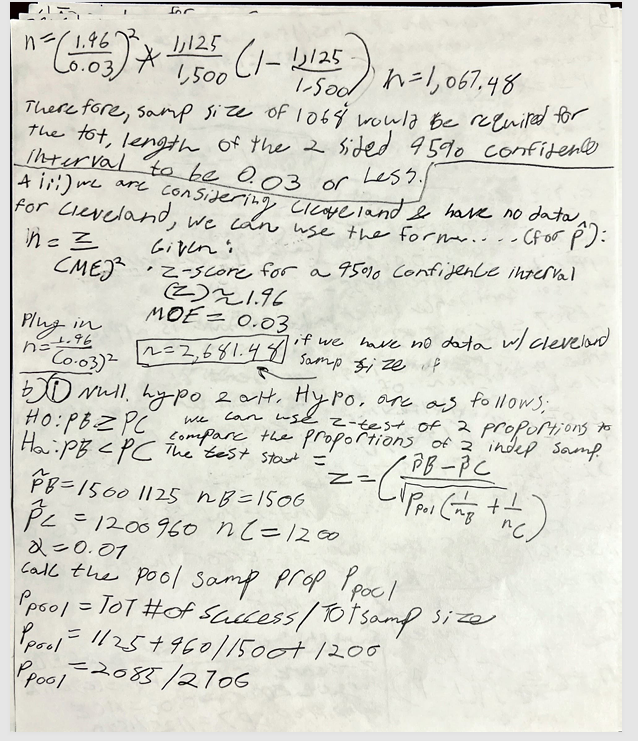 n = (1.96/0.03)² * 1,125/1,500 (1 - 1,125/1,500) n=1,067.48
Therefore, samp size of 1068 would be required for
the tot, length of the 2 sided 95% confidence
interval to be 0.03 or Less.
A iii) we are considering Cleveland & have no data
for Cleveland, we can use the form..... (for p̂):
n = z/(ME)² Given:
• Z-score for a 95% confidence interval
(Z) ≈ 1.96
MOE = 0.03
Plug in
n = 1.96/(0.03)² n=2,681.48 if we have no data w/ Cleveland
samp size
b) i) Null. hypo 2 alt. Hypo. are as follows:
H0: PB ≥ PC we can use z-test of 2 proportions to
Ha: PB < PC compare the proportions of 2 indep samp.
The test stat =
z = (p̂B - p̂C / √Ppol (1/nB + 1/nC))
p̂B = 1500 1125 nB = 1500
p̂C = 1200 960 nC = 1200
α = 0.01
Calc the pool samp prop Ppool
Ppool = TOT # of Success / TOT samp size
Ppool = 1125 + 960 / 1500 + 1200
Ppool = 2085 / 2700